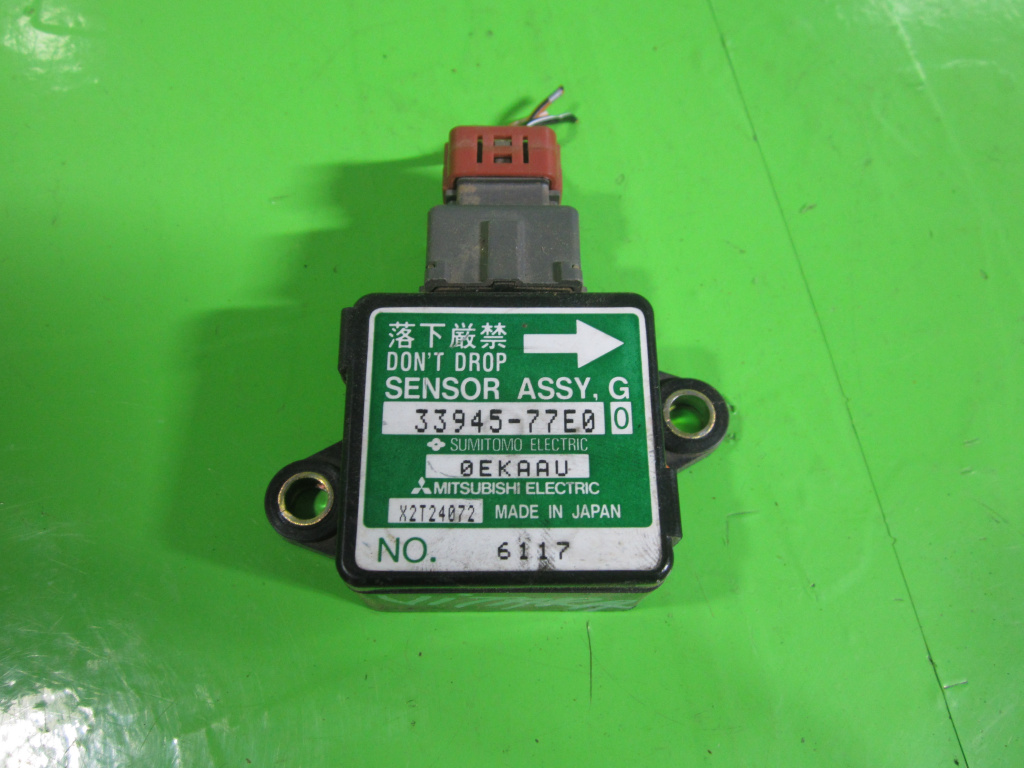 落下厳禁
DON'T DROP
SENSOR ASSY, G
33945-77E0 0
SUMITOMO ELECTRIC
0EKAAU
MITSUBISHI ELECTRIC
X2T24072 MADE IN JAPAN
NO. 6117